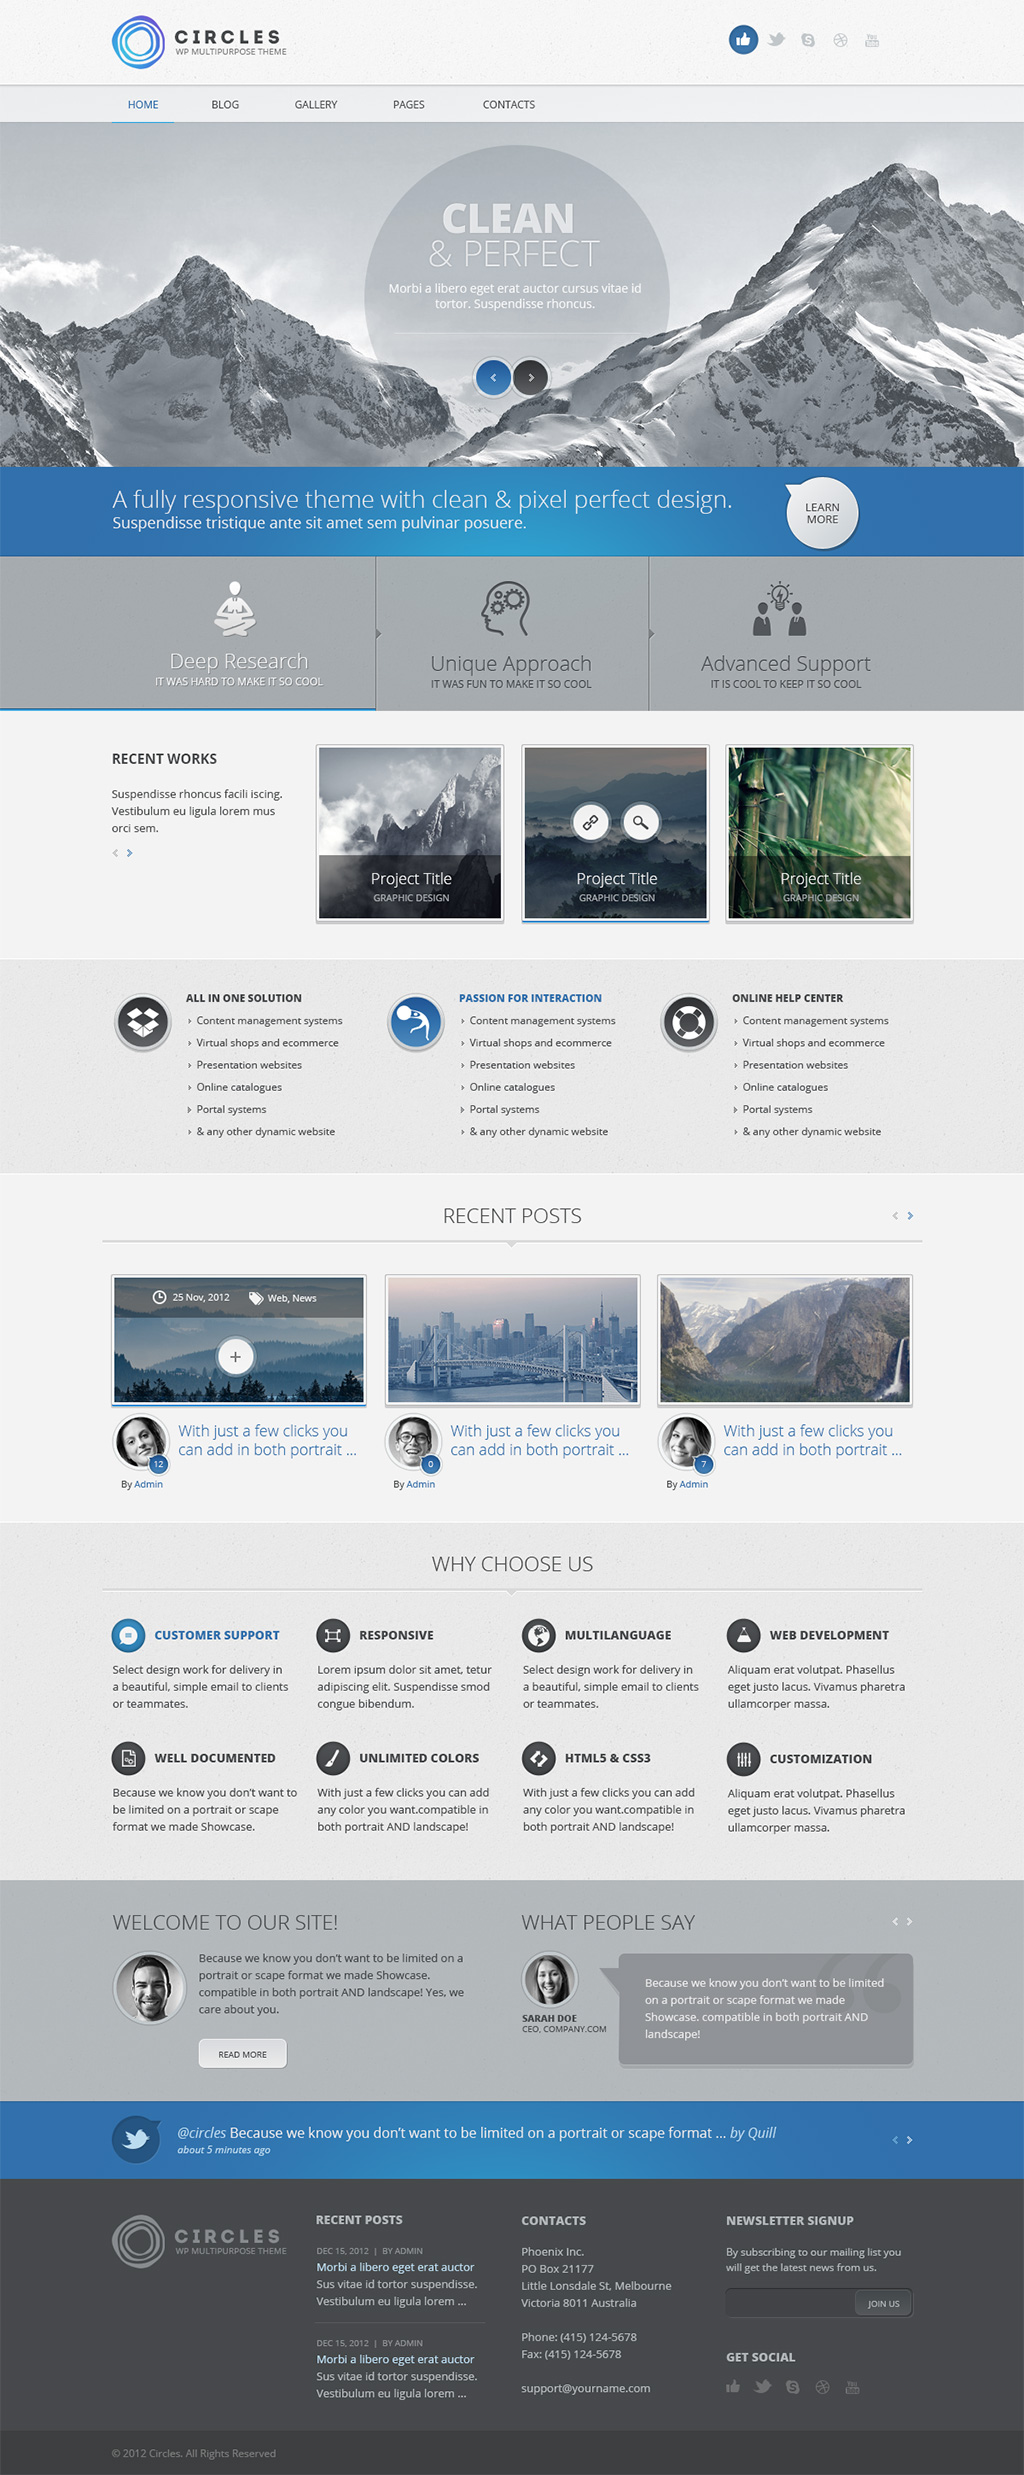 CIRCLES
WP MULTIPURPOSE THEME
You
HOME
BLOG
GALLERY
PAGES
CONTACTS
CLEAN
& PERFECT
Morbi a libero eget erat auctor cursus vitae id
tortor. Suspendisse rhoncus.
A fully responsive theme with clean & pixel perfect design.
Suspendisse tristique ante sit amet sem pulvinar posuere.
LEARN
MORE
Deep Research
IT WAS HARD TO MAKE IT SO COOL
Unique Approach
IT WAS FUN TO MAKE IT SO COOL
Advanced Support
IT IS COOL TO KEEP IT SO COOL
RECENT WORKS
Suspendisse rhoncus facili iscing.
Vestibulum eu ligula lorem mus
orci sem.
Project Title
GRAPHIC DESIGN
Project Title
GRAPHIC DESIGN
Project Title
GRAPHIC DESIGN
ALL IN ONE SOLUTION
Content management systems
Virtual shops and ecommerce
Presentation websites
Online catalogues
Portal systems
& any other dynamic website
PASSION FOR INTERACTION
Content management systems
Virtual shops and ecommerce
Presentation websites
Online catalogues
Portal systems
& any other dynamic website
ONLINE HELP CENTER
Content management systems
Virtual shops and ecommerce
Presentation websites
Online catalogues
Portal systems
& any other dynamic website
RECENT POSTS
25 Nov, 2012
Web, News
With just a few clicks you
can add in both portrait ...
12
By Admin
With just a few clicks you
can add in both portrait ...
0
By Admin
With just a few clicks you
can add in both portrait ...
7
By Admin
WHY CHOOSE US
CUSTOMER SUPPORT
Select design work for delivery in
a beautiful, simple email to clients
or teammates.
RESPONSIVE
Lorem ipsum dolor sit amet, tetur
adipiscing elit. Suspendisse smod
congue bibendum.
MULTILANGUAGE
Select design work for delivery in
a beautiful, simple email to clients
or teammates.
WEB DEVELOPMENT
Aliquam erat volutpat. Phasellus
eget justo lacus. Vivamus pharetra
ullamcorper massa.
WELL DOCUMENTED
Because we know you don't want to
be limited on a portrait or scape
format we made Showcase.
UNLIMITED COLORS
With just a few clicks you can add
any color you want.compatible in
both portrait AND landscape!
HTML5 & CSS3
With just a few clicks you can add
any color you want.compatible in
both portrait AND landscape!
CUSTOMIZATION
Aliquam erat volutpat. Phasellus
eget justo lacus. Vivamus pharetra
ullamcorper massa.
WELCOME TO OUR SITE!
Because we know you don't want to be limited on a
portrait or scape format we made Showcase.
compatible in both portrait AND landscape! Yes, we
care about you.
READ MORE
WHAT PEOPLE SAY
SARAH DOE
CEO, COMPANY.COM
Because we know you don't want to be limited
on a portrait or scape format we made
Showcase. compatible in both portrait AND
landscape!
@circles Because we know you don't want to be limited on a portrait or scape format ... by Quill
about 5 minutes ago
CIRCLES
WP MULTIPURPOSE THEME
RECENT POSTS
DEC 15, 2012 | BY ADMIN
Morbi a libero eget erat auctor
Sus vitae id tortor suspendisse.
Vestibulum eu ligula lorem ...
DEC 15, 2012 | BY ADMIN
Morbi a libero eget erat auctor
Sus vitae id tortor suspendisse.
Vestibulum eu ligula lorem ...
CONTACTS
Phoenix Inc.
PO Box 21177
Little Lonsdale St, Melbourne
Victoria 8011 Australia
Phone: (415) 124-5678
Fax: (415) 124-5678
support@yourname.com
NEWSLETTER SIGNUP
By subscribing to our mailing list you
will get the latest news from us.
JOIN US
GET SOCIAL
You
© 2012 Circles. All Rights Reserved